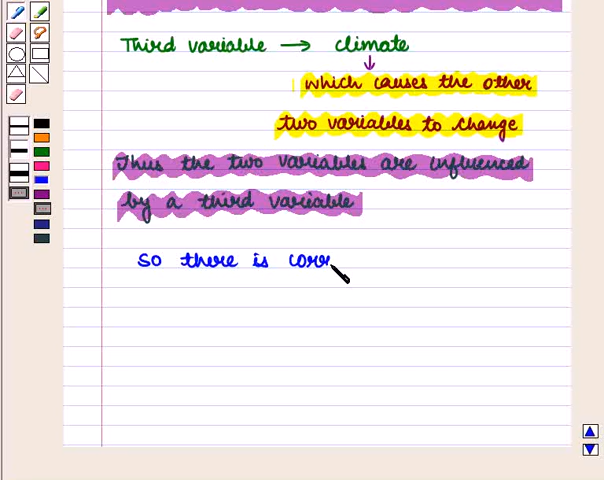 Third variable → climate
↓
which causes the other
two variables to change
Thus the two variables are influenced
by a third variable
So there is corr